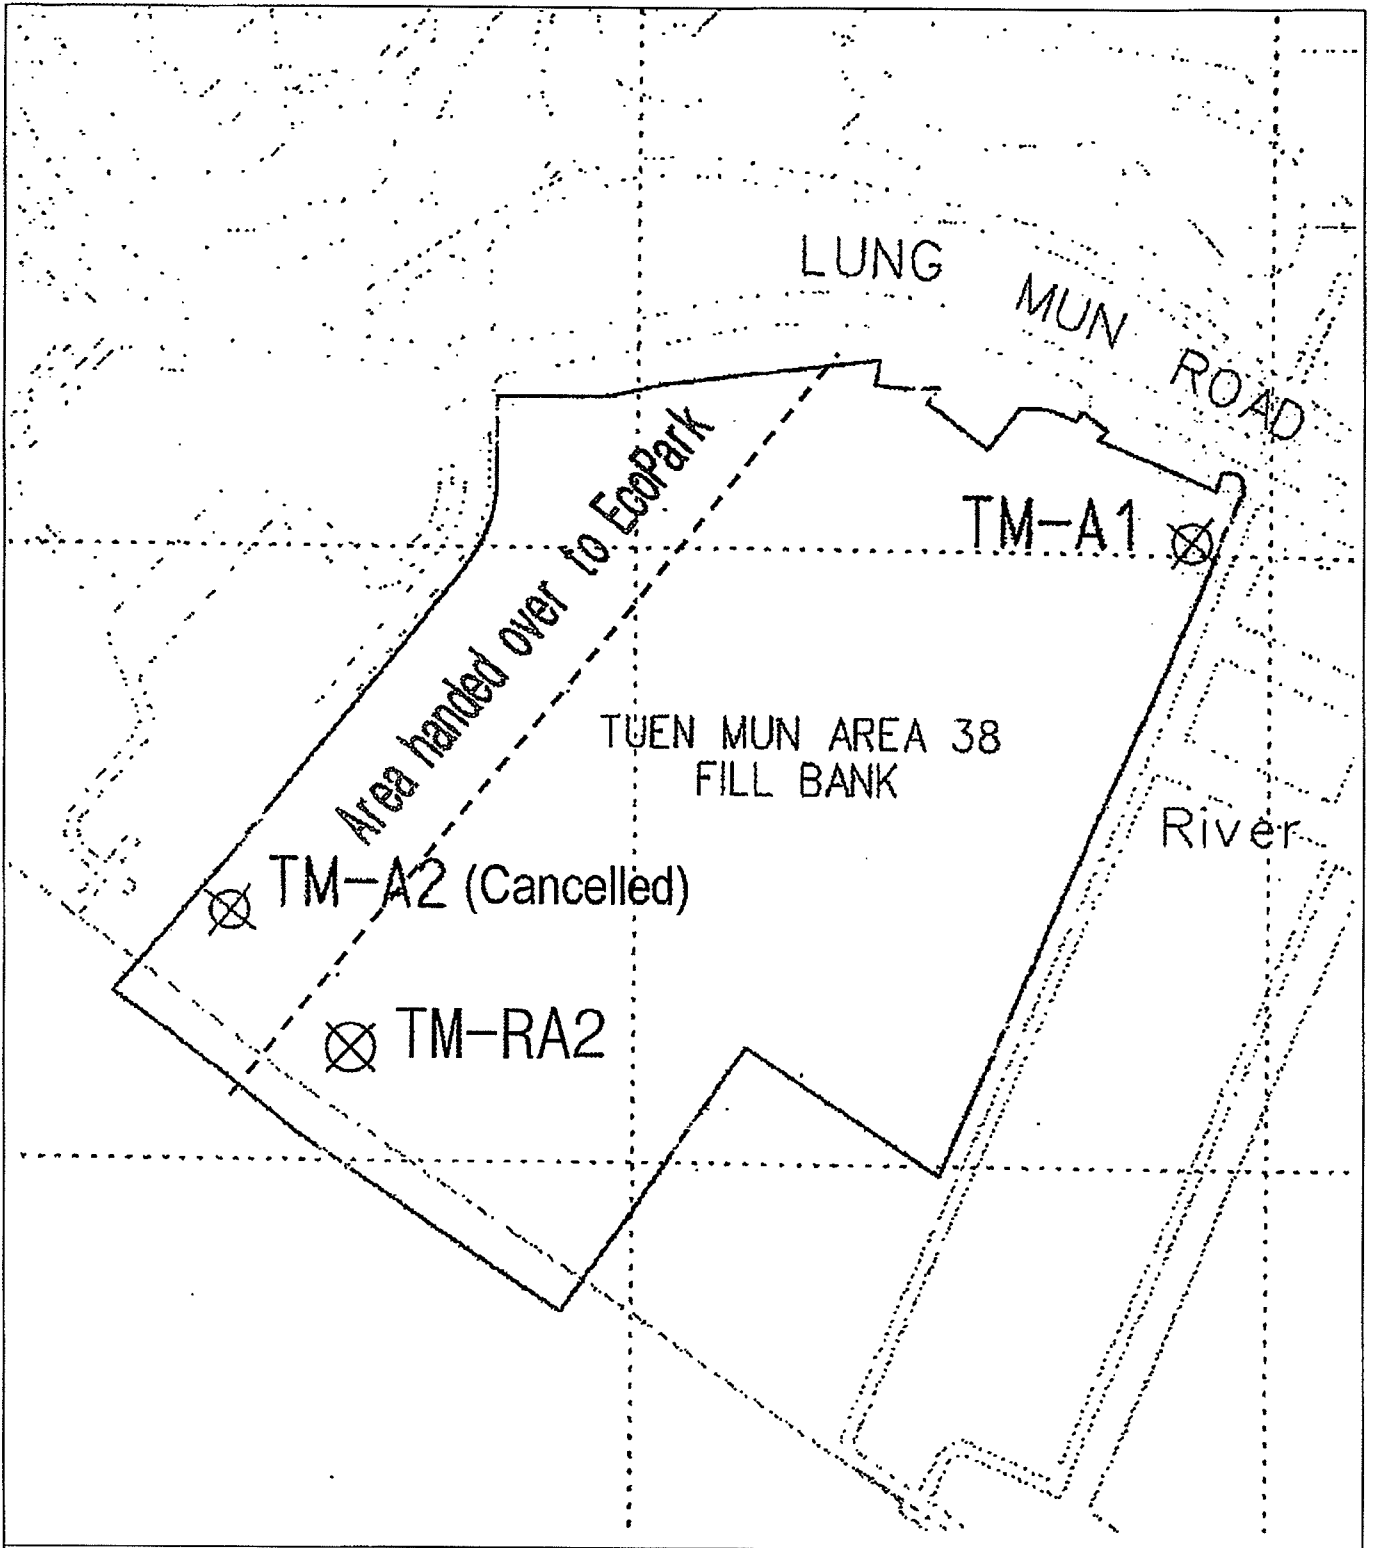 LUNG MUN ROAD
Area handed over to EcoPark
TM-A1
TUEN MUN AREA 38
FILL BANK
River
TM-A2 (Cancelled)
TM-RA2